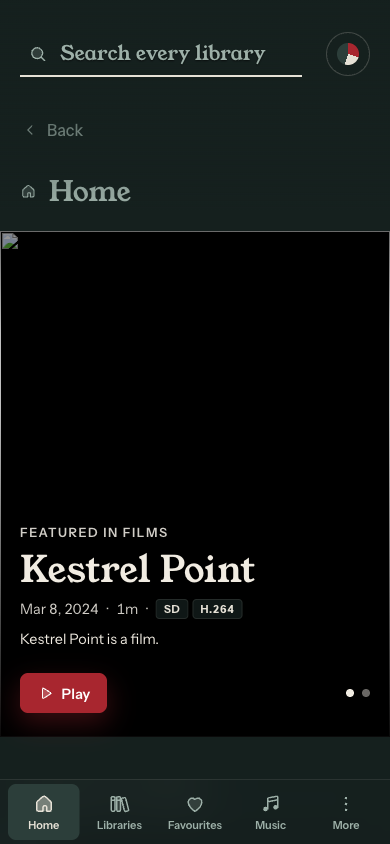 Search every library
Back
Home
FEATURED IN FILMS
Kestrel Point
Mar 8, 2024 · 1m · SD H.264
Kestrel Point is a film.
Play
Home Libraries Favourites Music More